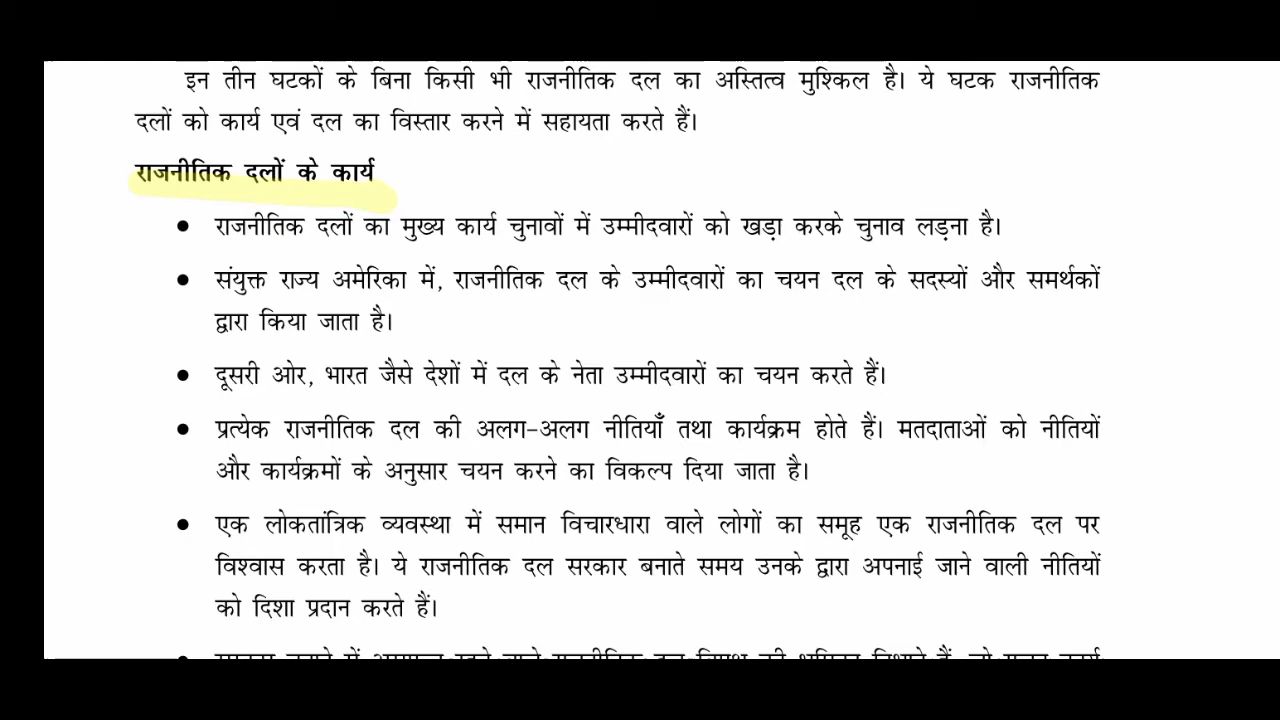 इन तीन घटकों के बिना किसी भी राजनीतिक दल का अस्तित्व मुश्किल है। ये घटक राजनीतिक
दलों को कार्य एवं दल का विस्तार करने में सहायता करते हैं।
राजनीतिक दलों के कार्य
● राजनीतिक दलों का मुख्य कार्य चुनावों में उम्मीदवारों को खड़ा करके चुनाव लड़ना है।
● संयुक्त राज्य अमेरिका में, राजनीतिक दल के उम्मीदवारों का चयन दल के सदस्यों और समर्थकों
द्वारा किया जाता है।
● दूसरी ओर, भारत जैसे देशों में दल के नेता उम्मीदवारों का चयन करते हैं।
● प्रत्येक राजनीतिक दल की अलग-अलग नीतियाँ तथा कार्यक्रम होते हैं। मतदाताओं को नीतियों
और कार्यक्रमों के अनुसार चयन करने का विकल्प दिया जाता है।
● एक लोकतांत्रिक व्यवस्था में समान विचारधारा वाले लोगों का समूह एक राजनीतिक दल पर
विश्वास करता है। ये राजनीतिक दल सरकार बनाते समय उनके द्वारा अपनाई जाने वाली नीतियों
को दिशा प्रदान करते हैं।